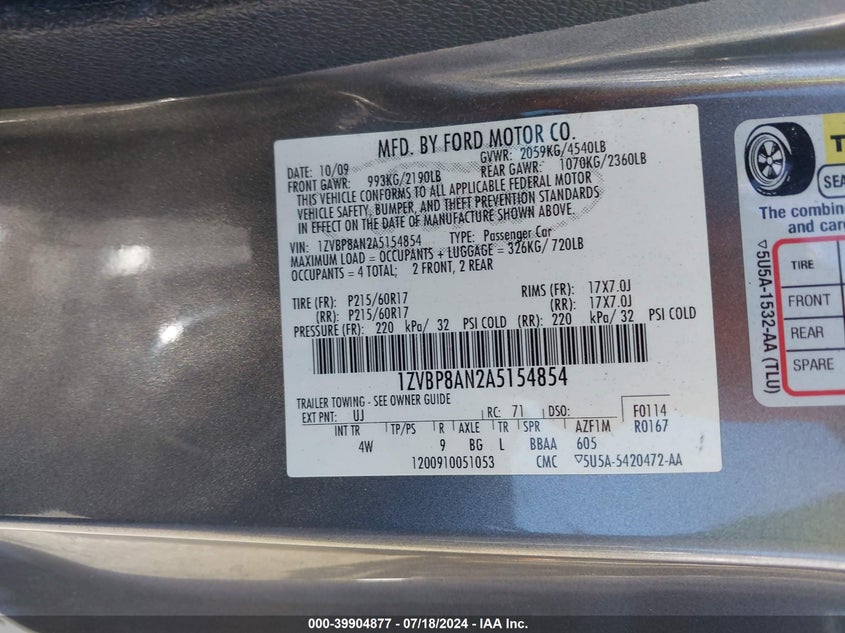 MFD. BY FORD MOTOR CO.
DATE: 10/09 GVWR: 2059KG/4540LB
FRONT GAWR: 993KG/2190LB REAR GAWR: 1070KG/2360LB
THIS VEHICLE CONFORMS TO ALL APPLICABLE FEDERAL MOTOR
VEHICLE SAFETY, BUMPER, AND THEFT PREVENTION STANDARDS
IN EFFECT ON THE DATE OF MANUFACTURE SHOWN ABOVE.
VIN: 1ZVBP8AN2A5154854 TYPE: Passenger Car
MAXIMUM LOAD = OCCUPANTS + LUGGAGE = 326KG/ 720LB
OCCUPANTS = 4 TOTAL; 2 FRONT, 2 REAR
TIRE (FR): P215/60R17 RIMS (FR): 17X7.0J
(RR): P215/60R17 (RR): 17X7.0J
PRESSURE (FR): 220 kPa/ 32 PSI COLD (RR): 220 kPa/ 32 PSI COLD
1ZVBP8AN2A5154854
TRAILER TOWING - SEE OWNER GUIDE
EXT PNT: UJ RC: 71 DSO: F0114
INT TR TP/PS R AXLE TR SPR AZF1M R0167
4W 9 BG L BBAA 605
1200910051053 CMC ▽5U5A-5420472-AA
The combin
and car
TIRE
FRONT
REAR
SPARE
▽5U5A-1532-AA (TLU)
000-39904877 - 07/18/2024 - IAA Inc.